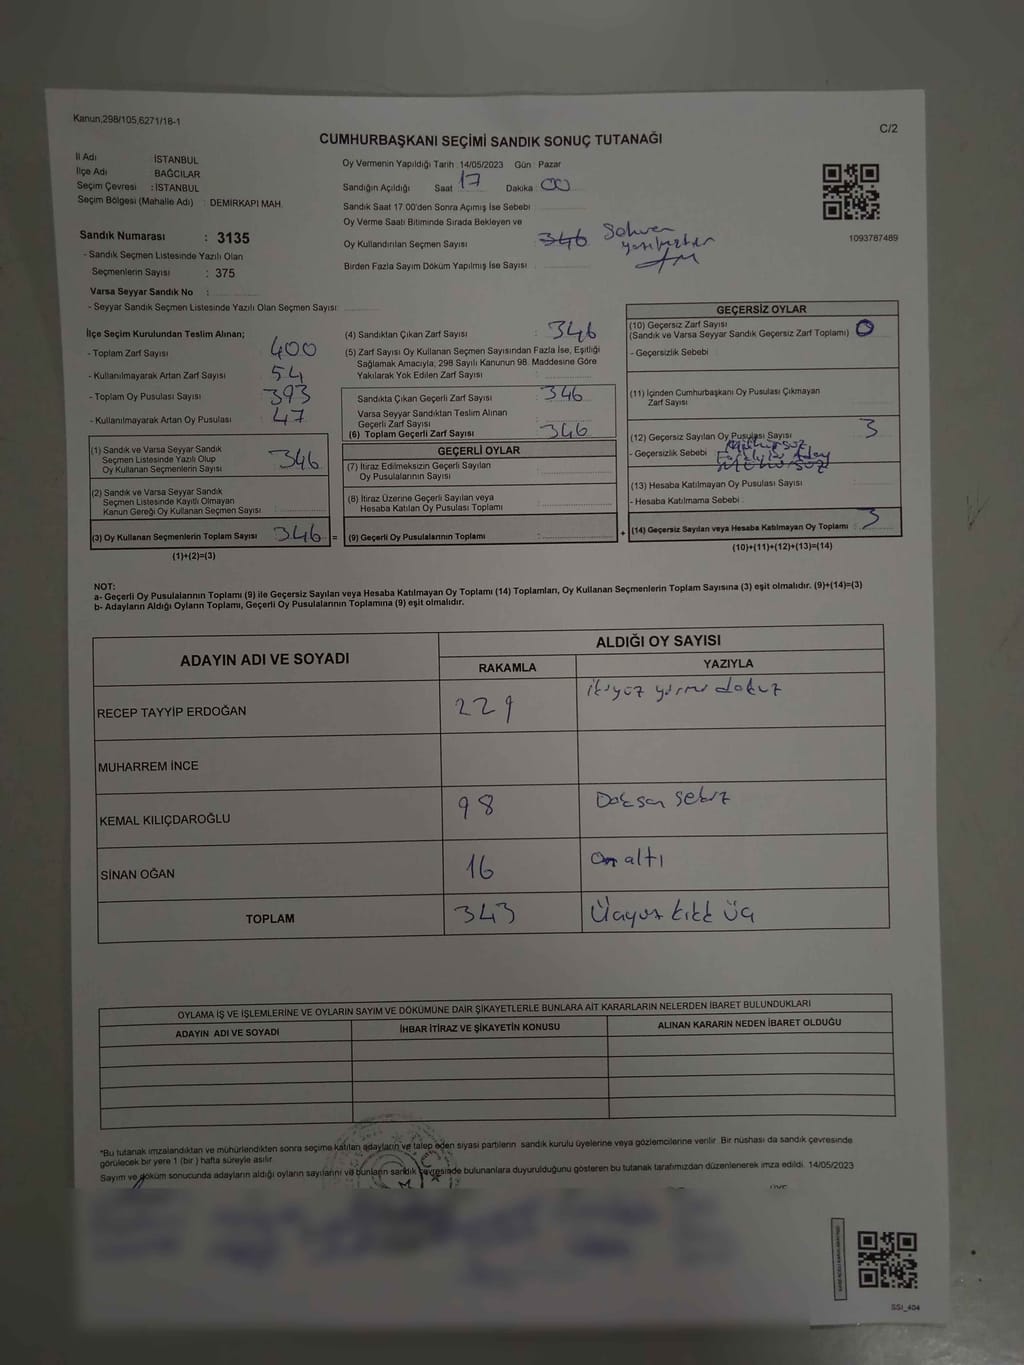 Kanun,298/105,6271/18-1
C/2
CUMHURBAŞKANI SEÇİMİ SANDIK SONUÇ TUTANAĞI
İl Adı İSTANBUL
İlçe Adı BAĞCILAR
Seçim Çevresi : İSTANBUL
Seçim Bölgesi (Mahalle Adı) : DEMİRKAPI MAH.
Sandık Numarası : 3135
- Sandık Seçmen Listesinde Yazılı Olan
Seçmenlerin Sayısı : 375
Varsa Seyyar Sandık No :
- Seyyar Sandık Seçmen Listesinde Yazılı Olan Seçmen Sayısı:
Oy Vermenin Yapıldığı Tarih :14/05/2023 Gün : Pazar
Sandığın Açıldığı Saat : 17 Dakika : 00
Sandık Saat 17:00'den Sonra Açımış İse Sebebi :
Oy Verme Saati Bitiminde Sırada Bekleyen ve
Oy Kullandırılan Seçmen Sayısı : 346 Sehven yazılmıştır
Birden Fazla Sayım Döküm Yapılmış İse Sayısı :
1093787489
İlçe Seçim Kurulundan Teslim Alınan;
- Toplam Zarf Sayısı : 400
- Kullanılmayarak Artan Zarf Sayısı : 54
- Toplam Oy Pusulası Sayısı : 393
- Kullanılmayarak Artan Oy Pusulası : 47
(1) Sandık ve Varsa Seyyar Sandık
Seçmen Listesinde Yazılı Olup
Oy Kullanan Seçmenlerin Sayısı : 346
(2) Sandık ve Varsa Seyyar Sandık
Seçmen Listesinde Kayıtlı Olmayan
Kanun Gereği Oy Kullanan Seçmen Sayısı :
(3) Oy Kullanan Seçmenlerin Toplam Sayısı : 346 =
(1)+(2)=(3)
(4) Sandıktan Çıkan Zarf Sayısı : 346
(5) Zarf Sayısı Oy Kullanan Seçmen Sayısından Fazla İse, Eşitliği
Sağlamak Amacıyla, 298 Sayılı Kanunun 98. Maddesine Göre
Yakılarak Yok Edilen Zarf Sayısı :
Sandıkta Çıkan Geçerli Zarf Sayısı : 346
Varsa Seyyar Sandıktan Teslim Alınan
Geçerli Zarf Sayısı :
(6) Toplam Geçerli Zarf Sayısı : 346
GEÇERLİ OYLAR
(7) İtiraz Edilmeksizin Geçerli Sayılan
Oy Pusulalarının Sayısı :
(8) İtiraz Üzerine Geçerli Sayılan veya
Hesaba Katılan Oy Pusulası Toplamı :
(9) Geçerli Oy Pusulalarının Toplamı : +
GEÇERSİZ OYLAR
(10) Geçersiz Zarf Sayısı
(Sandık ve Varsa Seyyar Sandık Geçersiz Zarf Toplamı) : 0
- Geçersizlik Sebebi :
(11) İçinden Cumhurbaşkanı Oy Pusulası Çıkmayan
Zarf Sayısı :
(12) Geçersiz Sayılan Oy Pusulası Sayısı : 3
- Geçersizlik Sebebi :
(13) Hesaba Katılmayan Oy Pusulası Sayısı :
- Hesaba Katılmama Sebebi :
(14) Geçersiz Sayılan veya Hesaba Katılmayan Oy Toplamı : 3
(10)+(11)+(12)+(13)=(14)
NOT:
a- Geçerli Oy Pusulalarının Toplamı (9) ile Geçersiz Sayılan veya Hesaba Katılmayan Oy Toplamı (14) Toplamları, Oy Kullanan Seçmenlerin Toplam Sayısına (3) eşit olmalıdır. (9)+(14)=(3)
b- Adayların Aldığı Oyların Toplamı, Geçerli Oy Pusulalarının Toplamına (9) eşit olmalıdır.
ADAYIN ADI VE SOYADI ALDIĞI OY SAYISI
RAKAMLA YAZIYLA
RECEP TAYYİP ERDOĞAN 229 ikiyüz yirmi dokuz
MUHARREM İNCE
KEMAL KILIÇDAROĞLU 98 Doksan sekiz
SİNAN OĞAN 16 On altı
TOPLAM 343 Üçyüz kırk üç
OYLAMA İŞ VE İŞLEMLERİNE VE OYLARIN SAYIM VE DÖKÜMÜNE DAİR ŞİKAYETLERLE BUNLARA AİT KARARLARIN NELERDEN İBARET BULUNDUKLARI
ADAYIN ADI VE SOYADI İHBAR İTİRAZ VE ŞİKAYETİN KONUSU ALINAN KARARIN NEDEN İBARET OLDUĞU
*Bu tutanak imzalandıktan ve mühürlendikten sonra seçime katılan adayların ve talep eden siyasi partilerin sandık kurulu üyelerine veya gözlemcilerine verilir. Bir nüshası da sandık çevresinde
görülecek bir yere 1 (bir) hafta süreyle asılır.
Sayım ve döküm sonucunda adayların aldığı oyların sayılarını ve bunların sandık çevresinde bulunanlara duyurulduğunu gösteren bu tutanak tarafımızdan düzenlenerek imza edildi. 14/05/2023
SSI_404